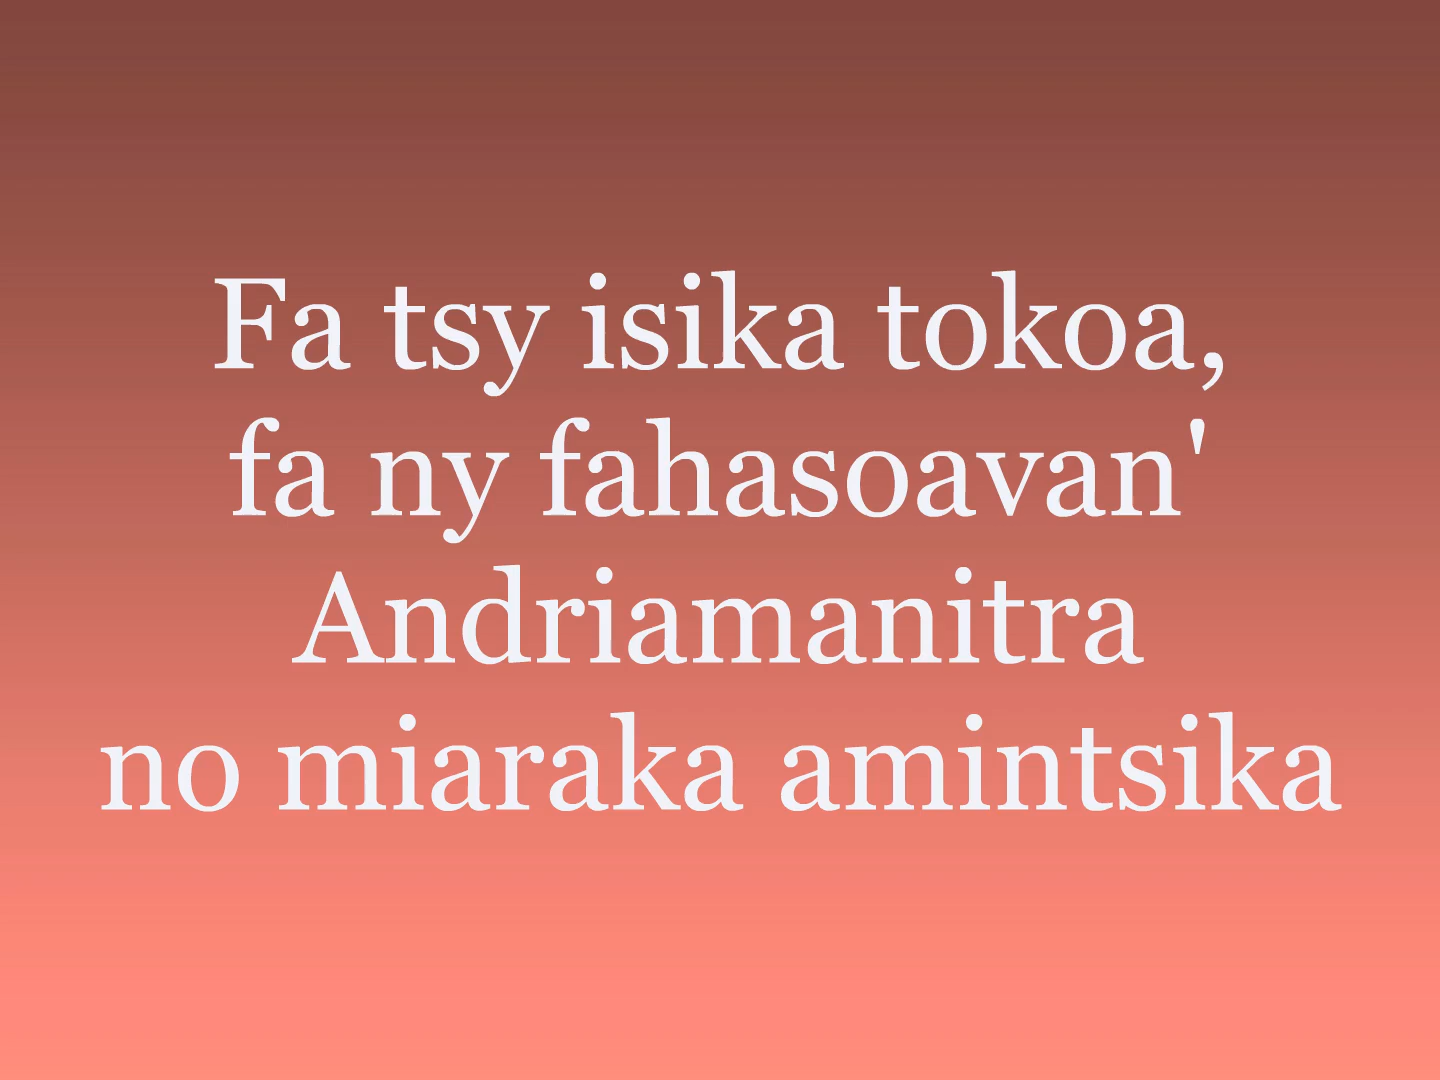 Fa tsy isika tokoa,
fa ny fahasoavan'
Andriamanitra
no miaraka amintsika